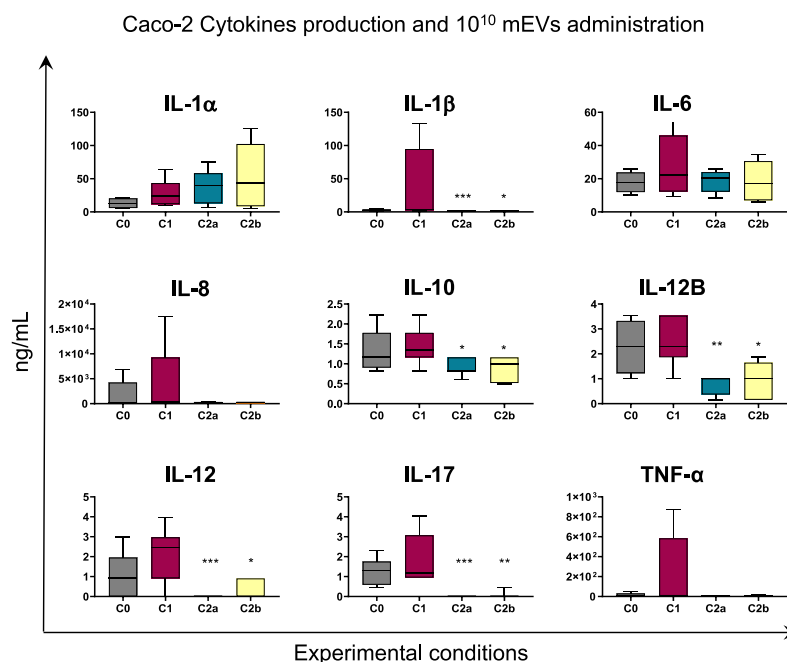 Caco-2 Cytokines production and 10¹⁰ mEVs administration
ng/mL
IL-1α
150
100
50
0
C0 C1 C2a C2b
IL-1β
150
100
50
0
*** *
C0 C1 C2a C2b
IL-6
60
40
20
0
C0 C1 C2a C2b
IL-8
2×10⁴
1×10⁴
1×10⁴
5×10³
0
C0 C1 C2a C2b
IL-10
2.5
2.0
1.5
1.0
0.5
0.0
* *
C0 C1 C2a C2b
IL-12B
4
3
2
1
0
** *
C0 C1 C2a C2b
IL-12
5
4
3
2
1
0
*** *
C0 C1 C2a C2b
IL-17
5
4
3
2
1
0
*** **
C0 C1 C2a C2b
TNF-α
1×10³
8×10²
6×10²
4×10²
2×10²
0
C0 C1 C2a C2b
Experimental conditions